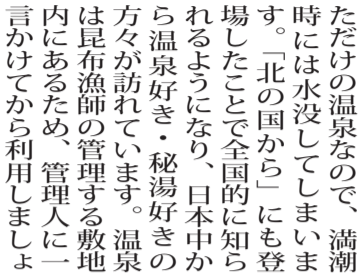 ただけの温泉なので、満潮
時には水没してしまいま
す。「北の国から」にも登
場したことで全国的に知ら
れるようになり、日本中か
ら温泉好き・秘湯好きの
方々が訪れています。温泉
は昆布漁師の管理する敷地
内にあるため、管理人に一
言かけてから利用しましょ